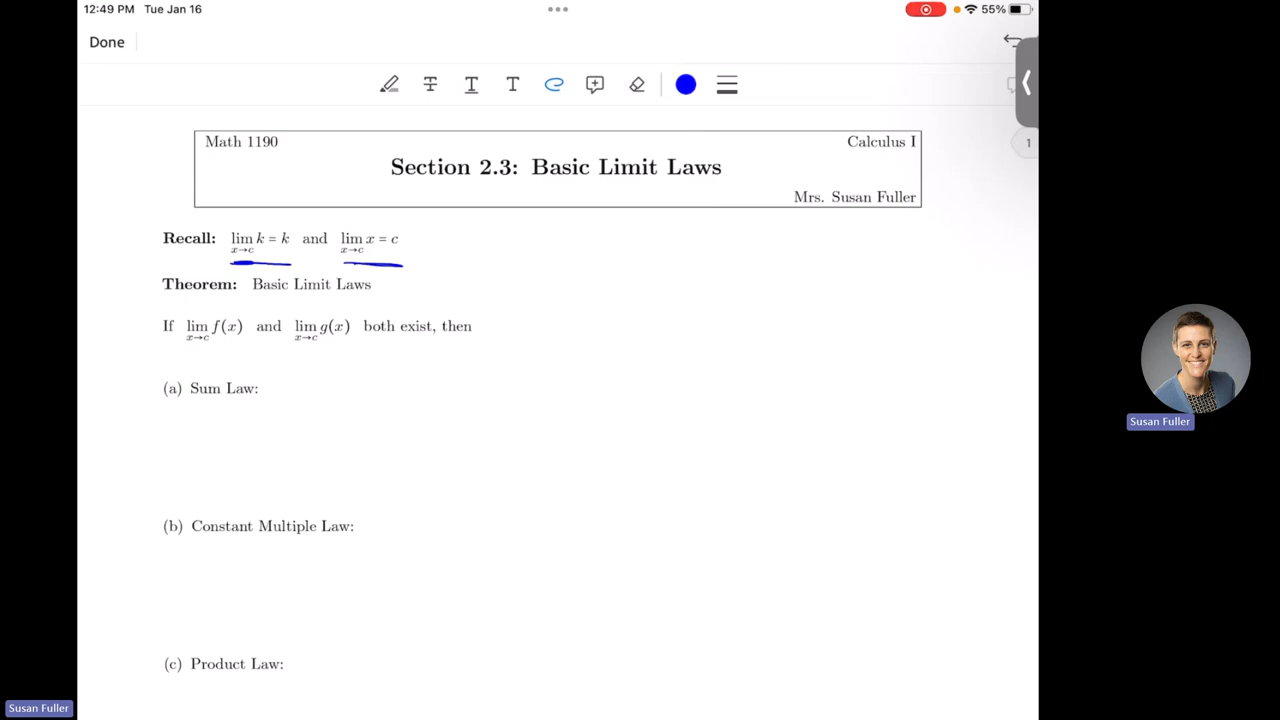 12:49 PM Tue Jan 16
55%
Done
T T T
Math 1190
Calculus I
Section 2.3: Basic Limit Laws
Mrs. Susan Fuller
1
Recall: lim x→c k = k and lim x→c x = c
Theorem: Basic Limit Laws
If lim x→c f(x) and lim x→c g(x) both exist, then
(a) Sum Law:
(b) Constant Multiple Law:
(c) Product Law:
Susan Fuller
Susan Fuller